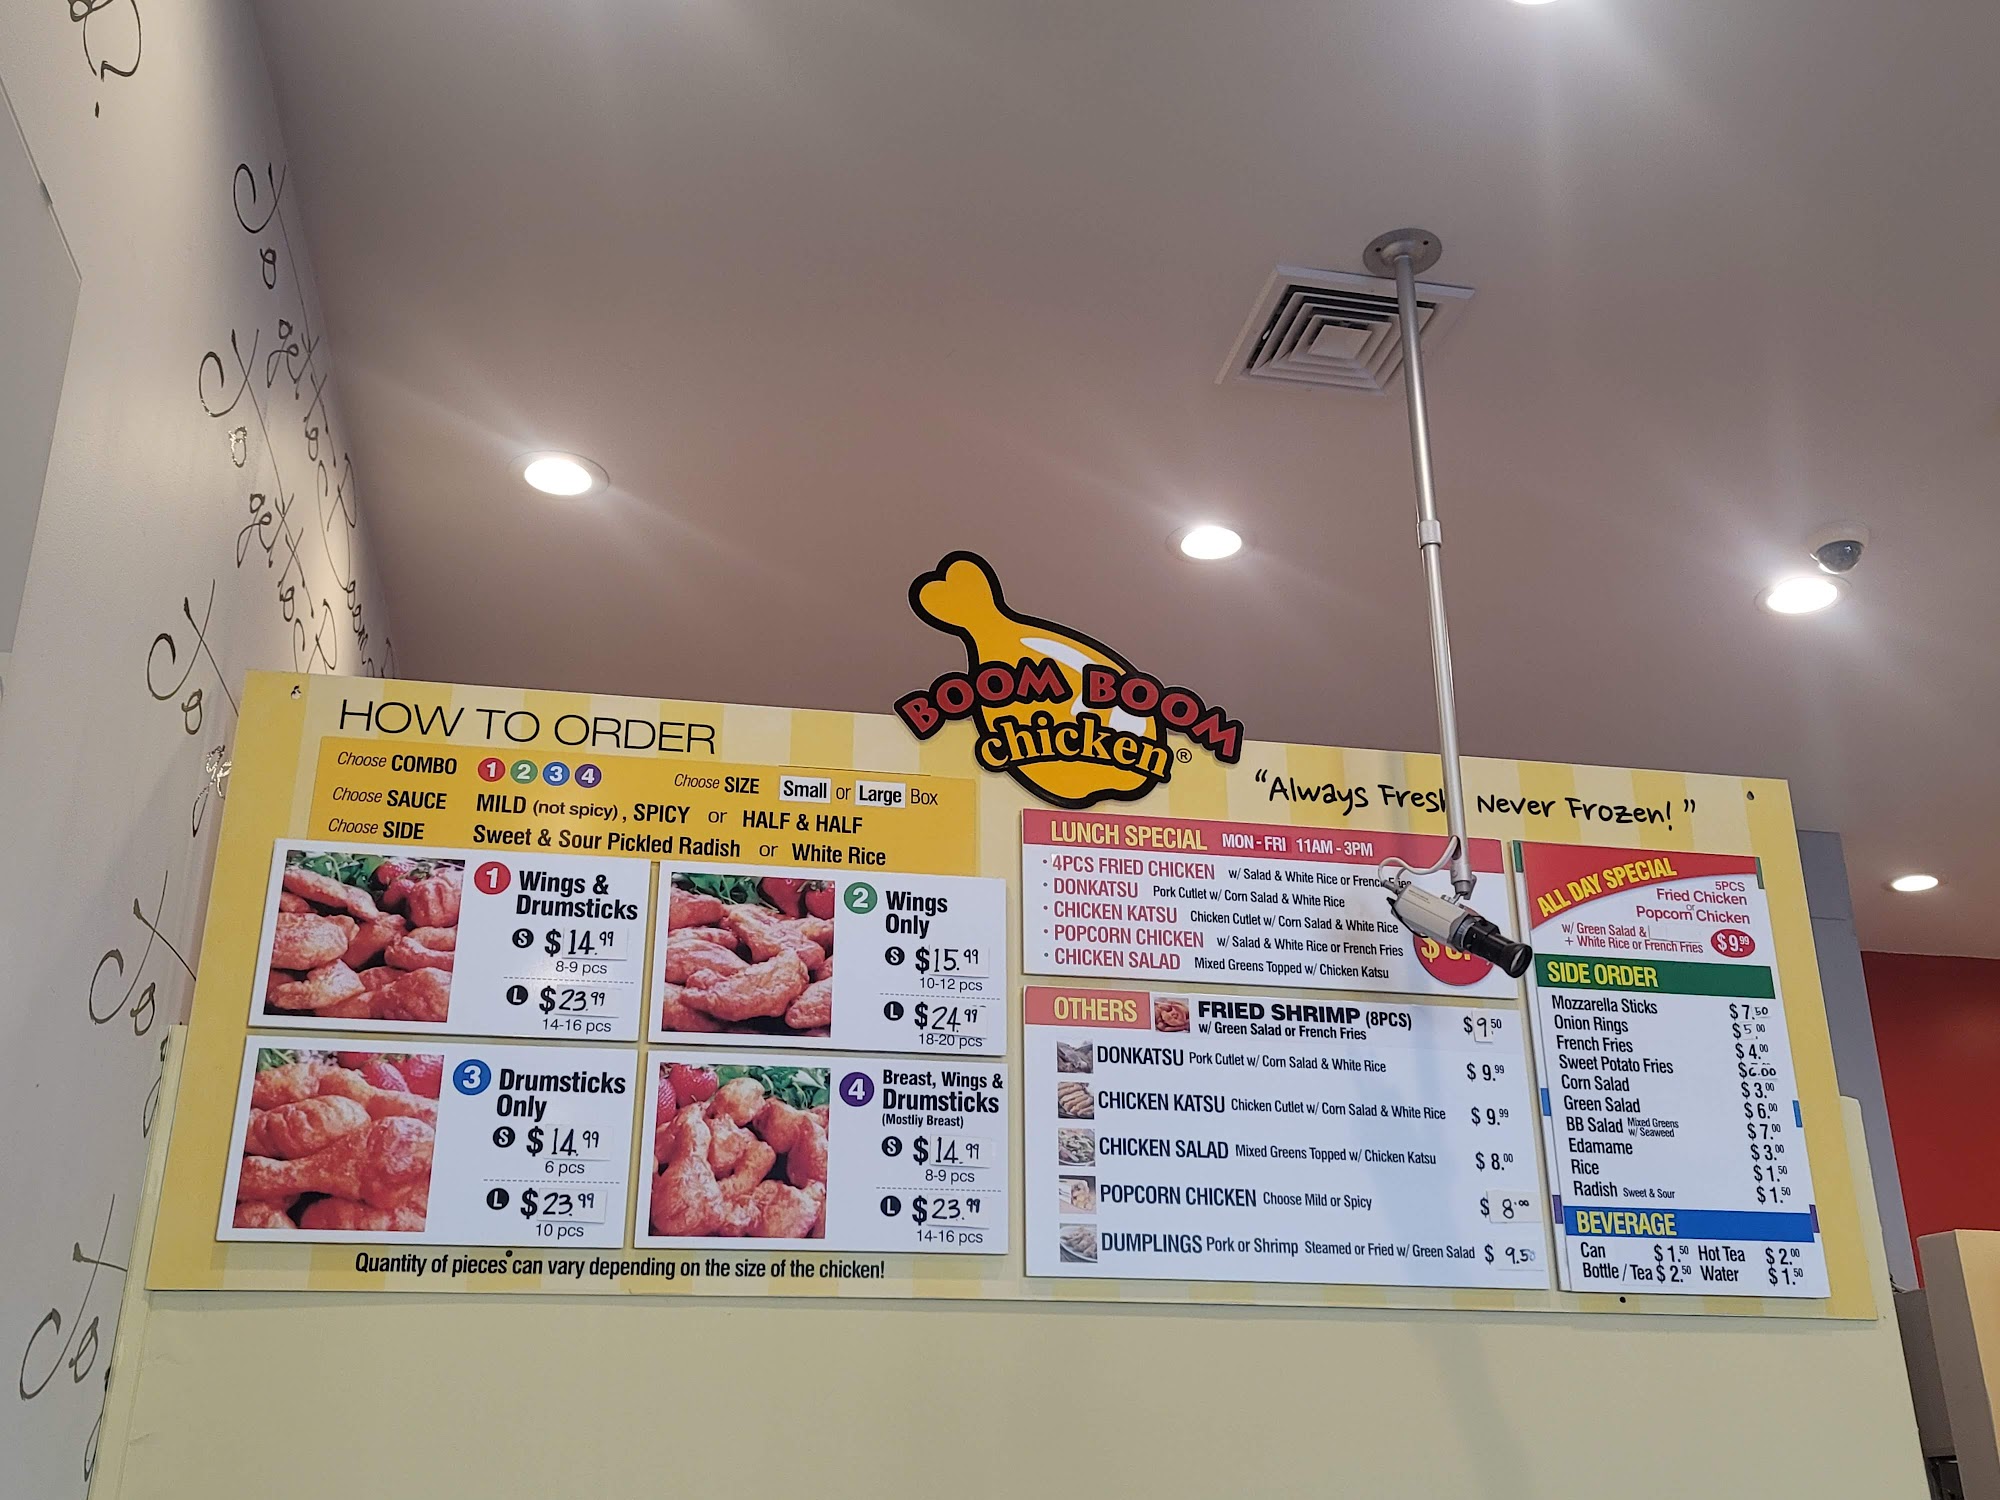 BOOM BOOM
chicken®
HOW TO ORDER
Choose COMBO 1 2 3 4 Choose SIZE Small or Large Box
Choose SAUCE MILD (not spicy), SPICY or HALF & HALF
Choose SIDE Sweet & Sour Pickled Radish or White Rice
1 Wings &
Drumsticks
S $14.99
8-9 pcs
L $23.99
14-16 pcs
2 Wings
Only
S $15.99
10-12 pcs
L $24.99
18-20 pcs
3 Drumsticks
Only
S $14.99
6 pcs
L $23.99
10 pcs
4 Breast, Wings &
Drumsticks
(Mostliy Breast)
S $14.99
8-9 pcs
L $23.99
14-16 pcs
Quantity of pieces can vary depending on the size of the chicken!
"Always Fresh Never Frozen!"
LUNCH SPECIAL MON - FRI 11AM - 3PM
· 4PCS FRIED CHICKEN w/ Salad & White Rice or French Fries
· DONKATSU Pork Cutlet w/ Corn Salad & White Rice
· CHICKEN KATSU Chicken Cutlet w/ Corn Salad & White Rice
· POPCORN CHICKEN w/ Salad & White Rice or French Fries
· CHICKEN SALAD Mixed Greens Topped w/ Chicken Katsu
OTHERS FRIED SHRIMP (8PCS) $9.50
w/ Green Salad or French Fries
DONKATSU Pork Cutlet w/ Corn Salad & White Rice $9.99
CHICKEN KATSU Chicken Cutlet w/ Corn Salad & White Rice $9.99
CHICKEN SALAD Mixed Greens Topped w/ Chicken Katsu $8.00
POPCORN CHICKEN Choose Mild or Spicy $8.00
DUMPLINGS Pork or Shrimp Steamed or Fried w/ Green Salad $9.50
ALL DAY SPECIAL
5PCS
Fried Chicken
or
Popcorn Chicken
w/ Green Salad &
+ White Rice or French Fries $9.99
SIDE ORDER
Mozzarella Sticks $7.50
Onion Rings $5.00
French Fries $4.00
Sweet Potato Fries $6.00
Corn Salad $3.00
Green Salad $6.00
BB Salad Mixed Greens w/ Seaweed $7.00
Edamame $3.00
Rice $1.50
Radish Sweet & Sour $1.50
BEVERAGE
Can $1.50 Hot Tea $2.00
Bottle / Tea $2.50 Water $1.50